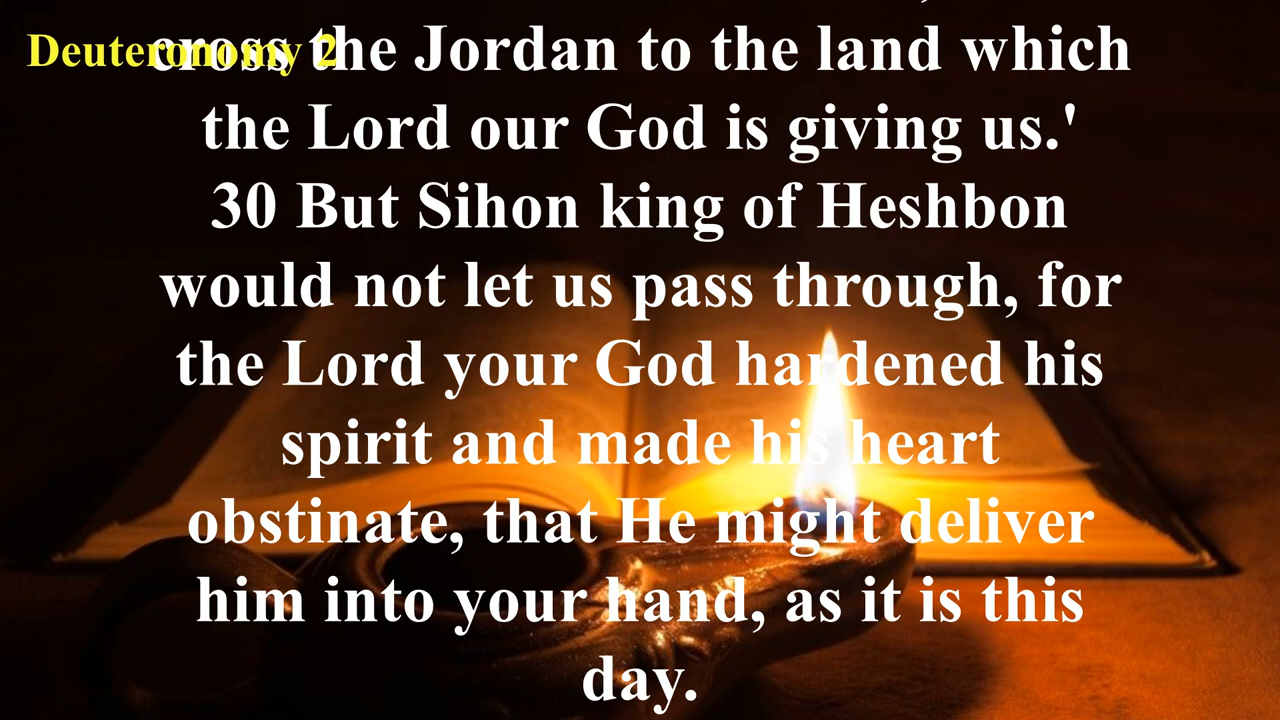 Deuteronomy 2
cross the Jordan to the land which
the Lord our God is giving us.'
30 But Sihon king of Heshbon
would not let us pass through, for
the Lord your God hardened his
spirit and made his heart
obstinate, that He might deliver
him into your hand, as it is this
day.